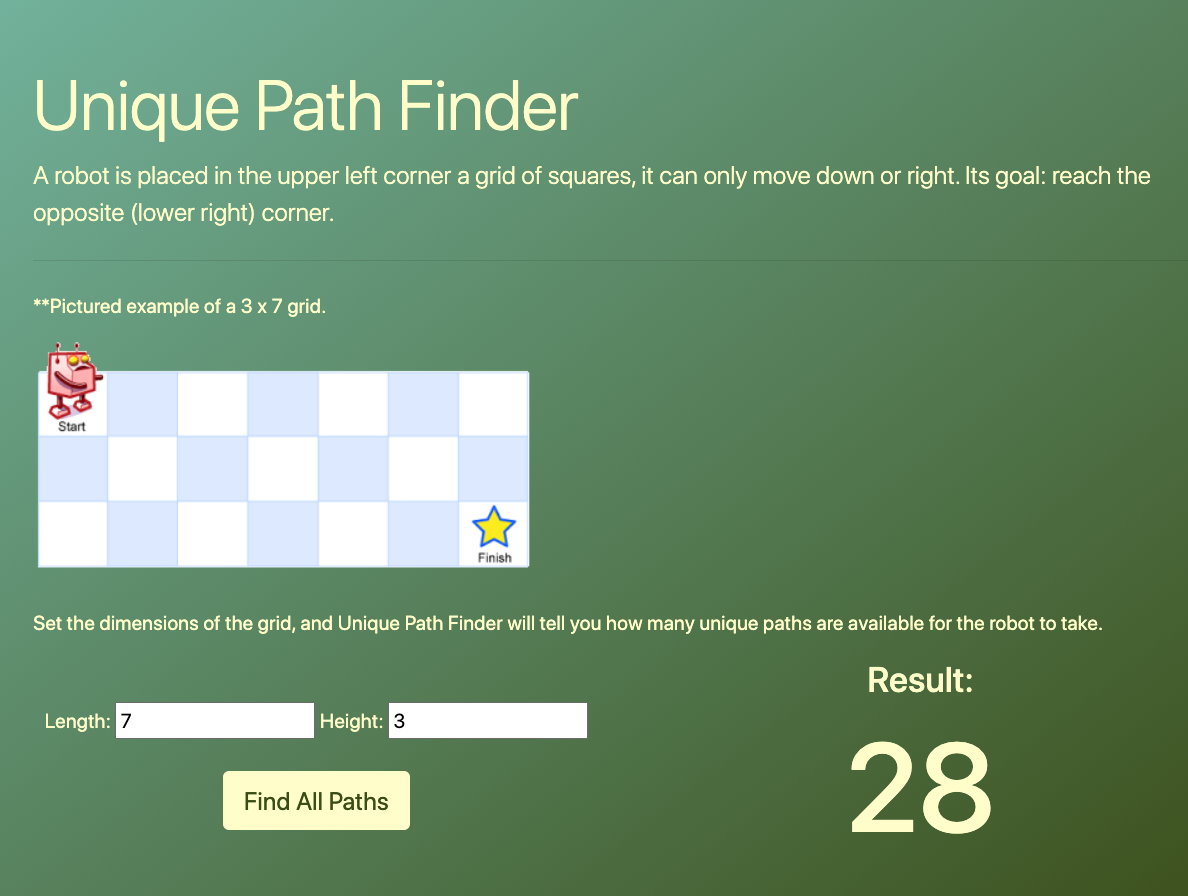 Unique Path Finder
A robot is placed in the upper left corner a grid of squares, it can only move down or right. Its goal: reach the
opposite (lower right) corner.
**Pictured example of a 3 x 7 grid.
Start
Finish
Set the dimensions of the grid, and Unique Path Finder will tell you how many unique paths are available for the robot to take.
Length: 7 Height: 3
Find All Paths
Result:
28